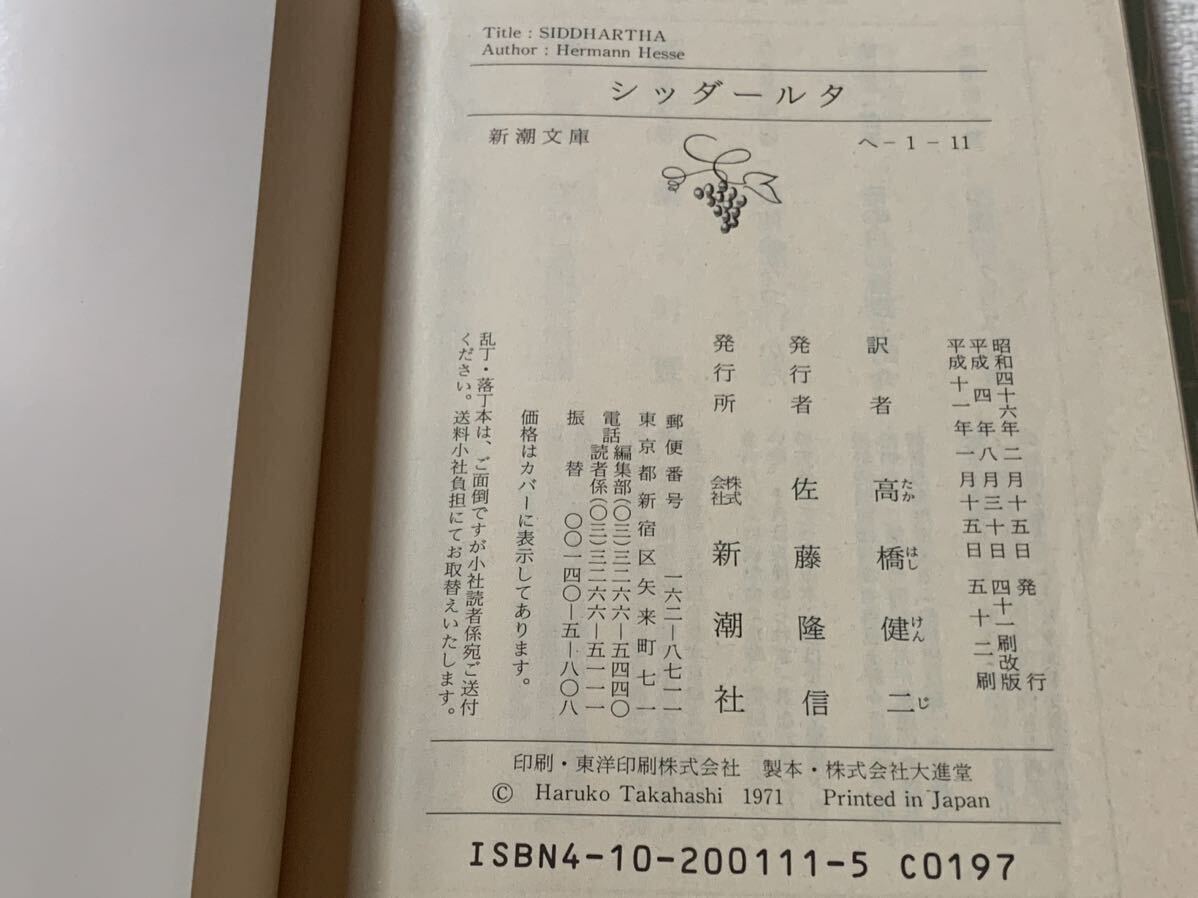 Title : SIDDHARTHA
Author : Hermann Hesse
シッダールタ
新潮文庫
へ-1-11
昭和四十六年二月十五日発行
平成四年八月三十日四十一刷改版
平成十一年一月十五日五十二刷
訳者 高橋健二
たかはしけんじ
発行者 佐藤隆信
発行所 株式会社 新潮社
郵便番号 一六二—八七一一
東京都新宿区矢来町七一
電話 編集部(〇三)三二六六—五四四〇
読者係(〇三)三二六六—五一一一
振替 〇〇一四〇—五—八〇八
価格はカバーに表示してあります。
乱丁・落丁本は、ご面倒ですが小社読者係宛ご送付
ください。送料小社負担にてお取替えいたします。
印刷・東洋印刷株式会社 製本・株式会社大進堂
© Haruko Takahashi 1971 Printed in Japan
ISBN4-10-200111-5 C0197